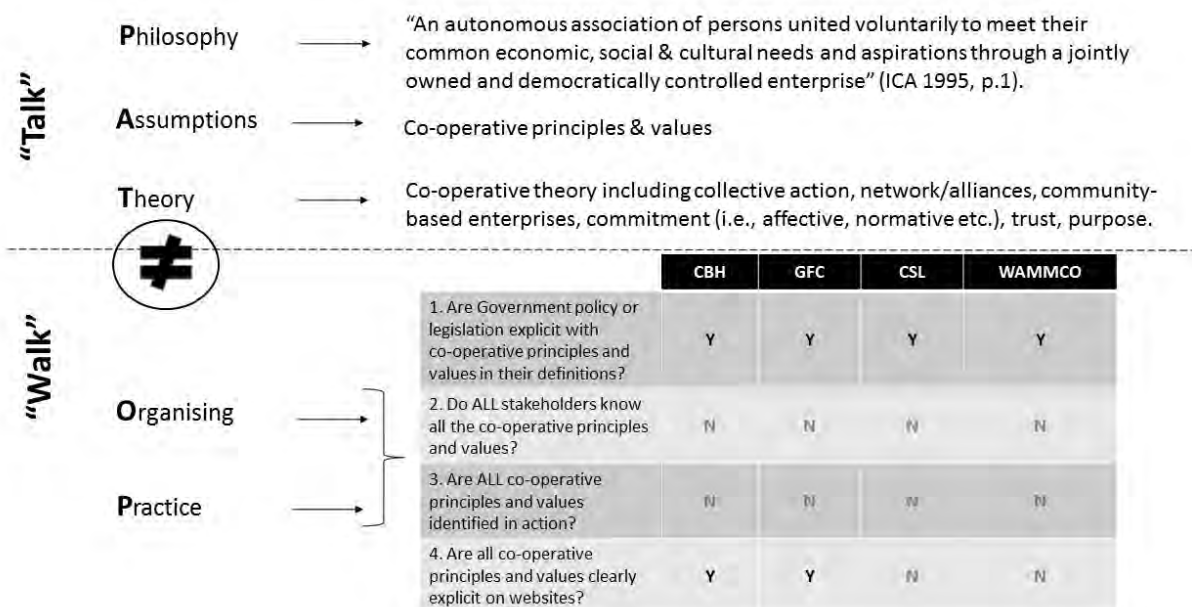 “Talk”
Philosophy
“An autonomous association of persons united voluntarily to meet their
common economic, social & cultural needs and aspirations through a jointly
owned and democratically controlled enterprise” (ICA 1995, p.1).
Assumptions
Co-operative principles & values
Theory
Co-operative theory including collective action, network/alliances, community-
based enterprises, commitment (i.e., affective, normative etc.), trust, purpose.
≠
“Walk”
Organising
Practice
CBH GFC CSL WAMMCO
1. Are Government policy or
legislation explicit with
co-operative principles and
values in their definitions?
Y Y Y Y
2. Do ALL stakeholders know
all the co-operative principles
and values?
N N N N
3. Are ALL co-operative
principles and values
identified in action?
N N N N
4. Are all co-operative
principles and values clearly
explicit on websites?
Y Y N N